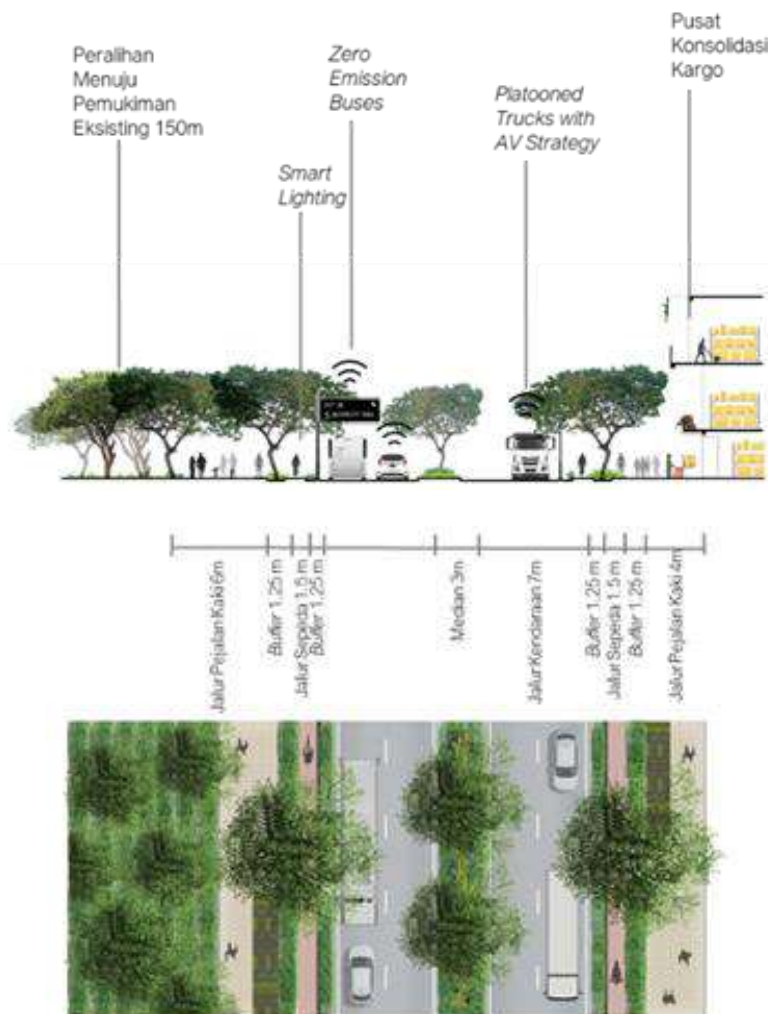 Peralihan
Menuju
Pemukiman
Eksisting 150m
Smart
Lighting
Zero
Emission
Buses
Platooned
Trucks with
AV Strategy
Pusat
Konsolidasi
Kargo
Jalur Pejalan Kaki 6m
Buffer 1.25 m
Jalur Sepeda 1.5 m
Buffer 1.25 m
Median 3m
Jalur Kendaraan 7m
Buffer 1.25 m
Jalur Sepeda 1.5 m
Buffer 1.25 m
Jalur Pejalan Kaki 4m